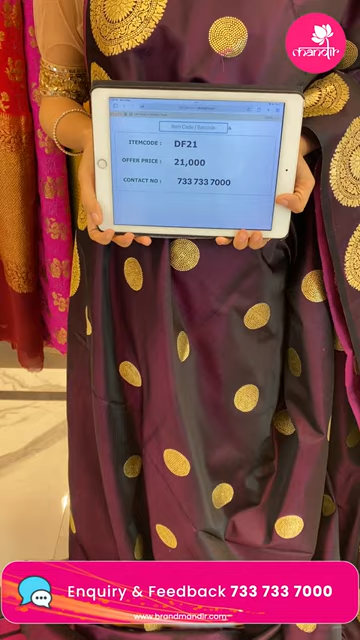 mandir
Item Code | Barcode
ITEMCODE : DF21
OFFER PRICE : 21,000
CONTACT NO : 733 733 7000
Enquiry & Feedback 733 733 7000
www.brandmandir.com